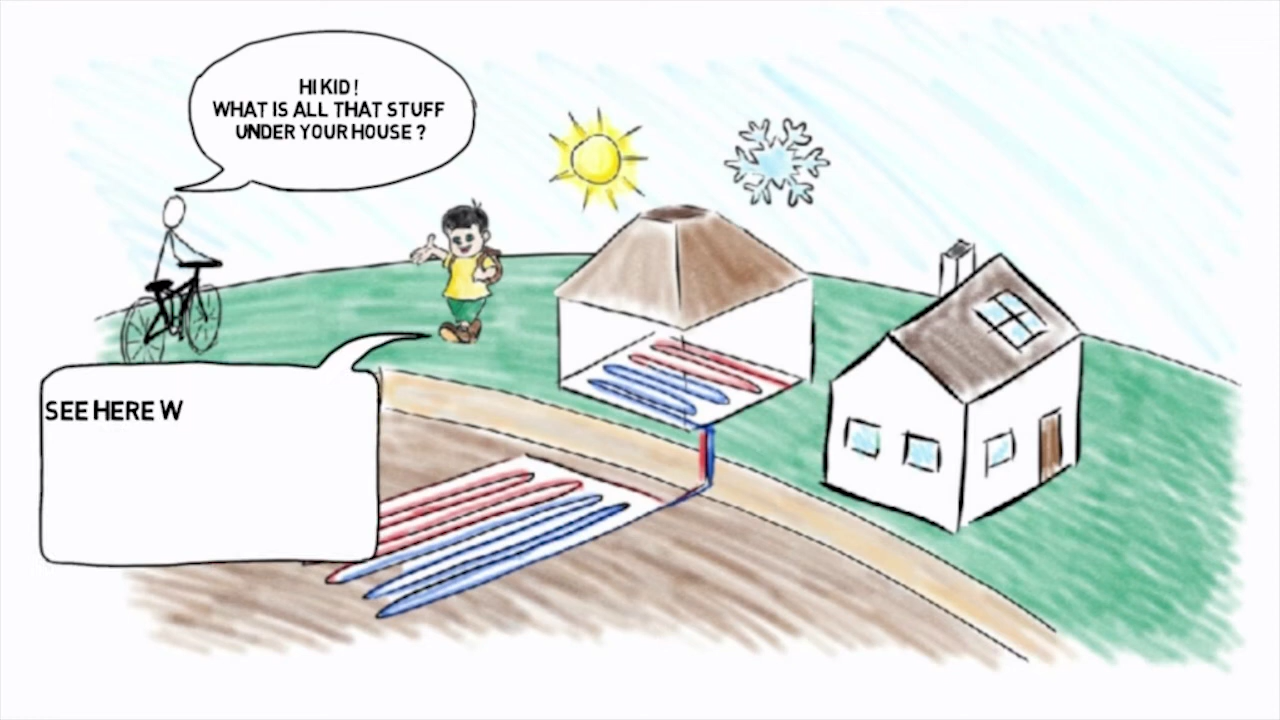 HI KID !
WHAT IS ALL THAT STUFF
UNDER YOUR HOUSE ?
SEE HERE W